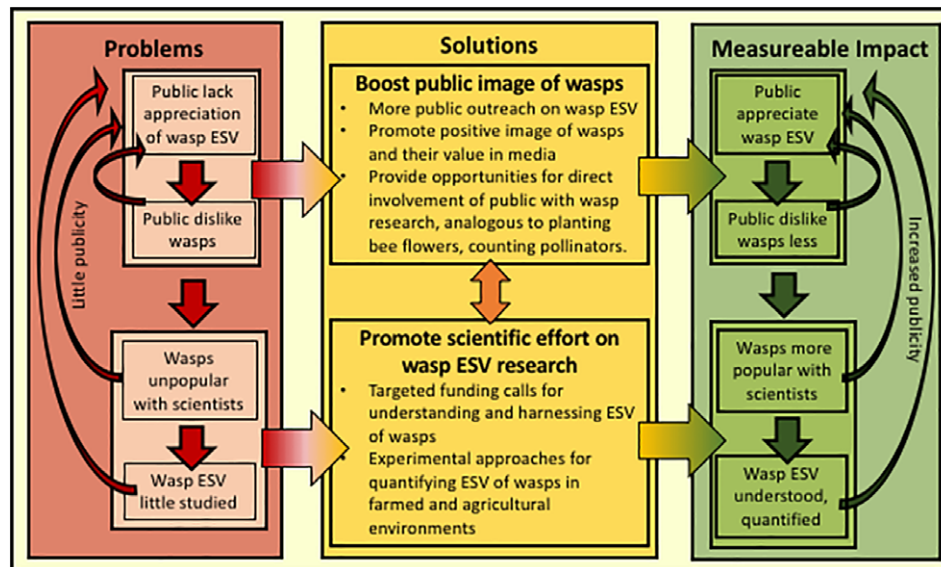 Problems
Public lack
appreciation
of wasp ESV
Public dislike
wasps
Little publicity
Wasps
unpopular
with scientists
Wasp ESV
little studied
Solutions
Boost public image of wasps
• More public outreach on wasp ESV
• Promote positive image of wasps
and their value in media
• Provide opportunities for direct
involvement of public with wasp
research, analogous to planting
bee flowers, counting pollinators.
Promote scientific effort on
wasp ESV research
• Targeted funding calls for
understanding and harnessing ESV
of wasps
• Experimental approaches for
quantifying ESV of wasps in
farmed and agricultural
environments
Measureable Impact
Public
appreciate
wasp ESV
Public dislike
wasps less
Increased publicity
Wasps more
popular with
scientists
Wasp ESV
understood,
quantified